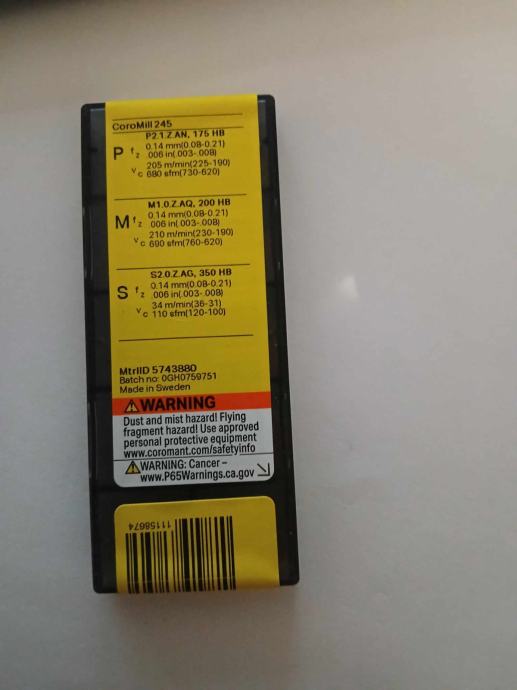 CoroMill 245
P2.1.Z.AN, 175 HB
P fz 0.14 mm(0.08-0.21)
.006 in(.003-.008)
vc 205 m/min(225-190)
680 sfm(730-620)
M1.0.Z.AQ, 200 HB
M fz 0.14 mm(0.08-0.21)
.006 in(.003-.008)
vc 210 m/min(230-190)
690 sfm(760-620)
S2.0.Z.AG, 350 HB
S fz 0.14 mm(0.08-0.21)
.006 in(.003-.008)
vc 34 m/min(36-31)
110 sfm(120-100)
MtrlID 5743880
Batch no: 0GH0759751
Made in Sweden
⚠WARNING
Dust and mist hazard! Flying
fragment hazard! Use approved
personal protective equipment
www.coromant.com/safetyinfo
⚠WARNING: Cancer –
www.P65Warnings.ca.gov
11158674